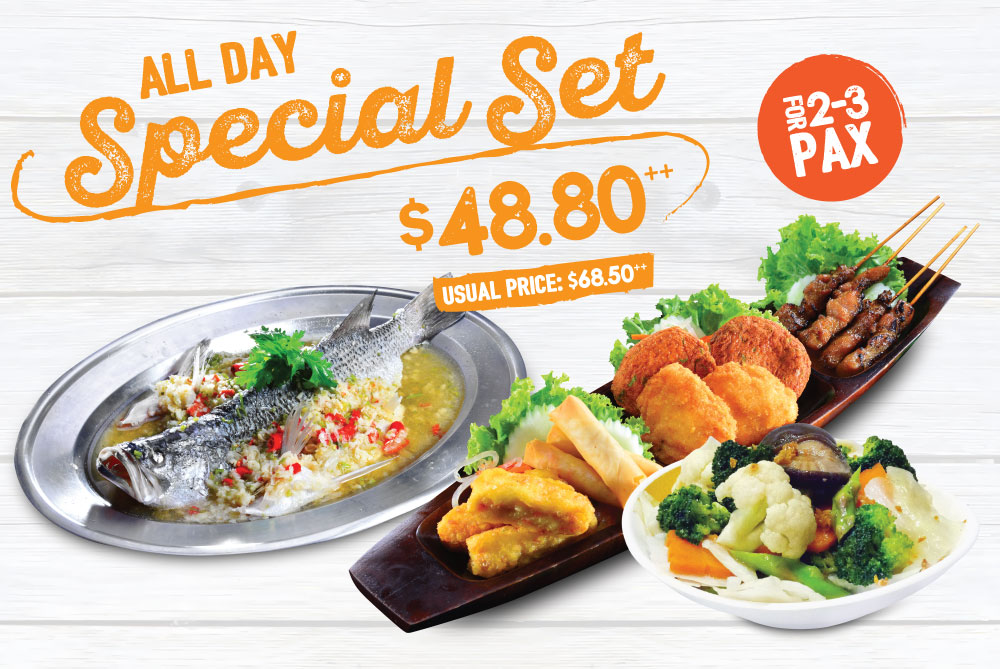 ALL DAY
Special Set
$48.80++
USUAL PRICE: $68.50++
FOR 2-3
PAX